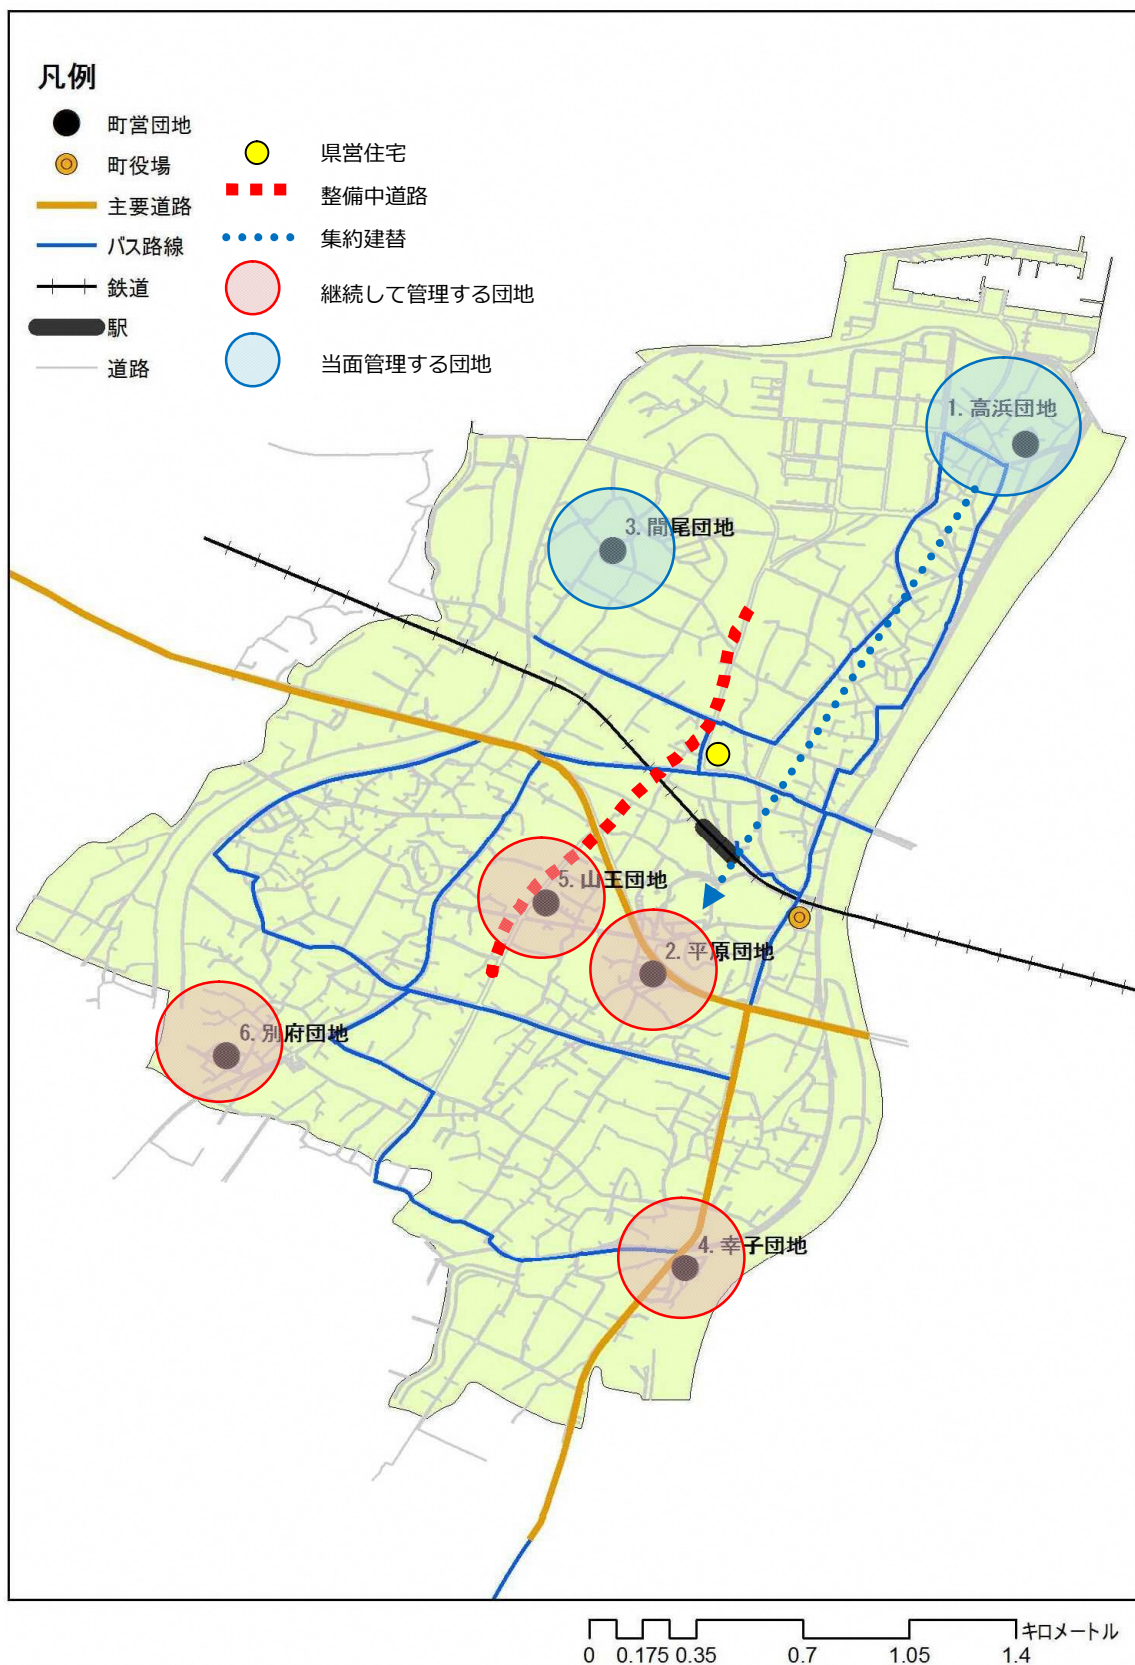 凡例
町営団地
町役場
主要道路
バス路線
鉄道
駅
道路
県営住宅
整備中道路
集約建替
継続して管理する団地
当面管理する団地
1. 高浜団地
3. 間尾団地
5. 山王団地
2. 平原団地
6. 別府団地
4. 幸子団地
キロメートル
0 0.175 0.35 0.7 1.05 1.4